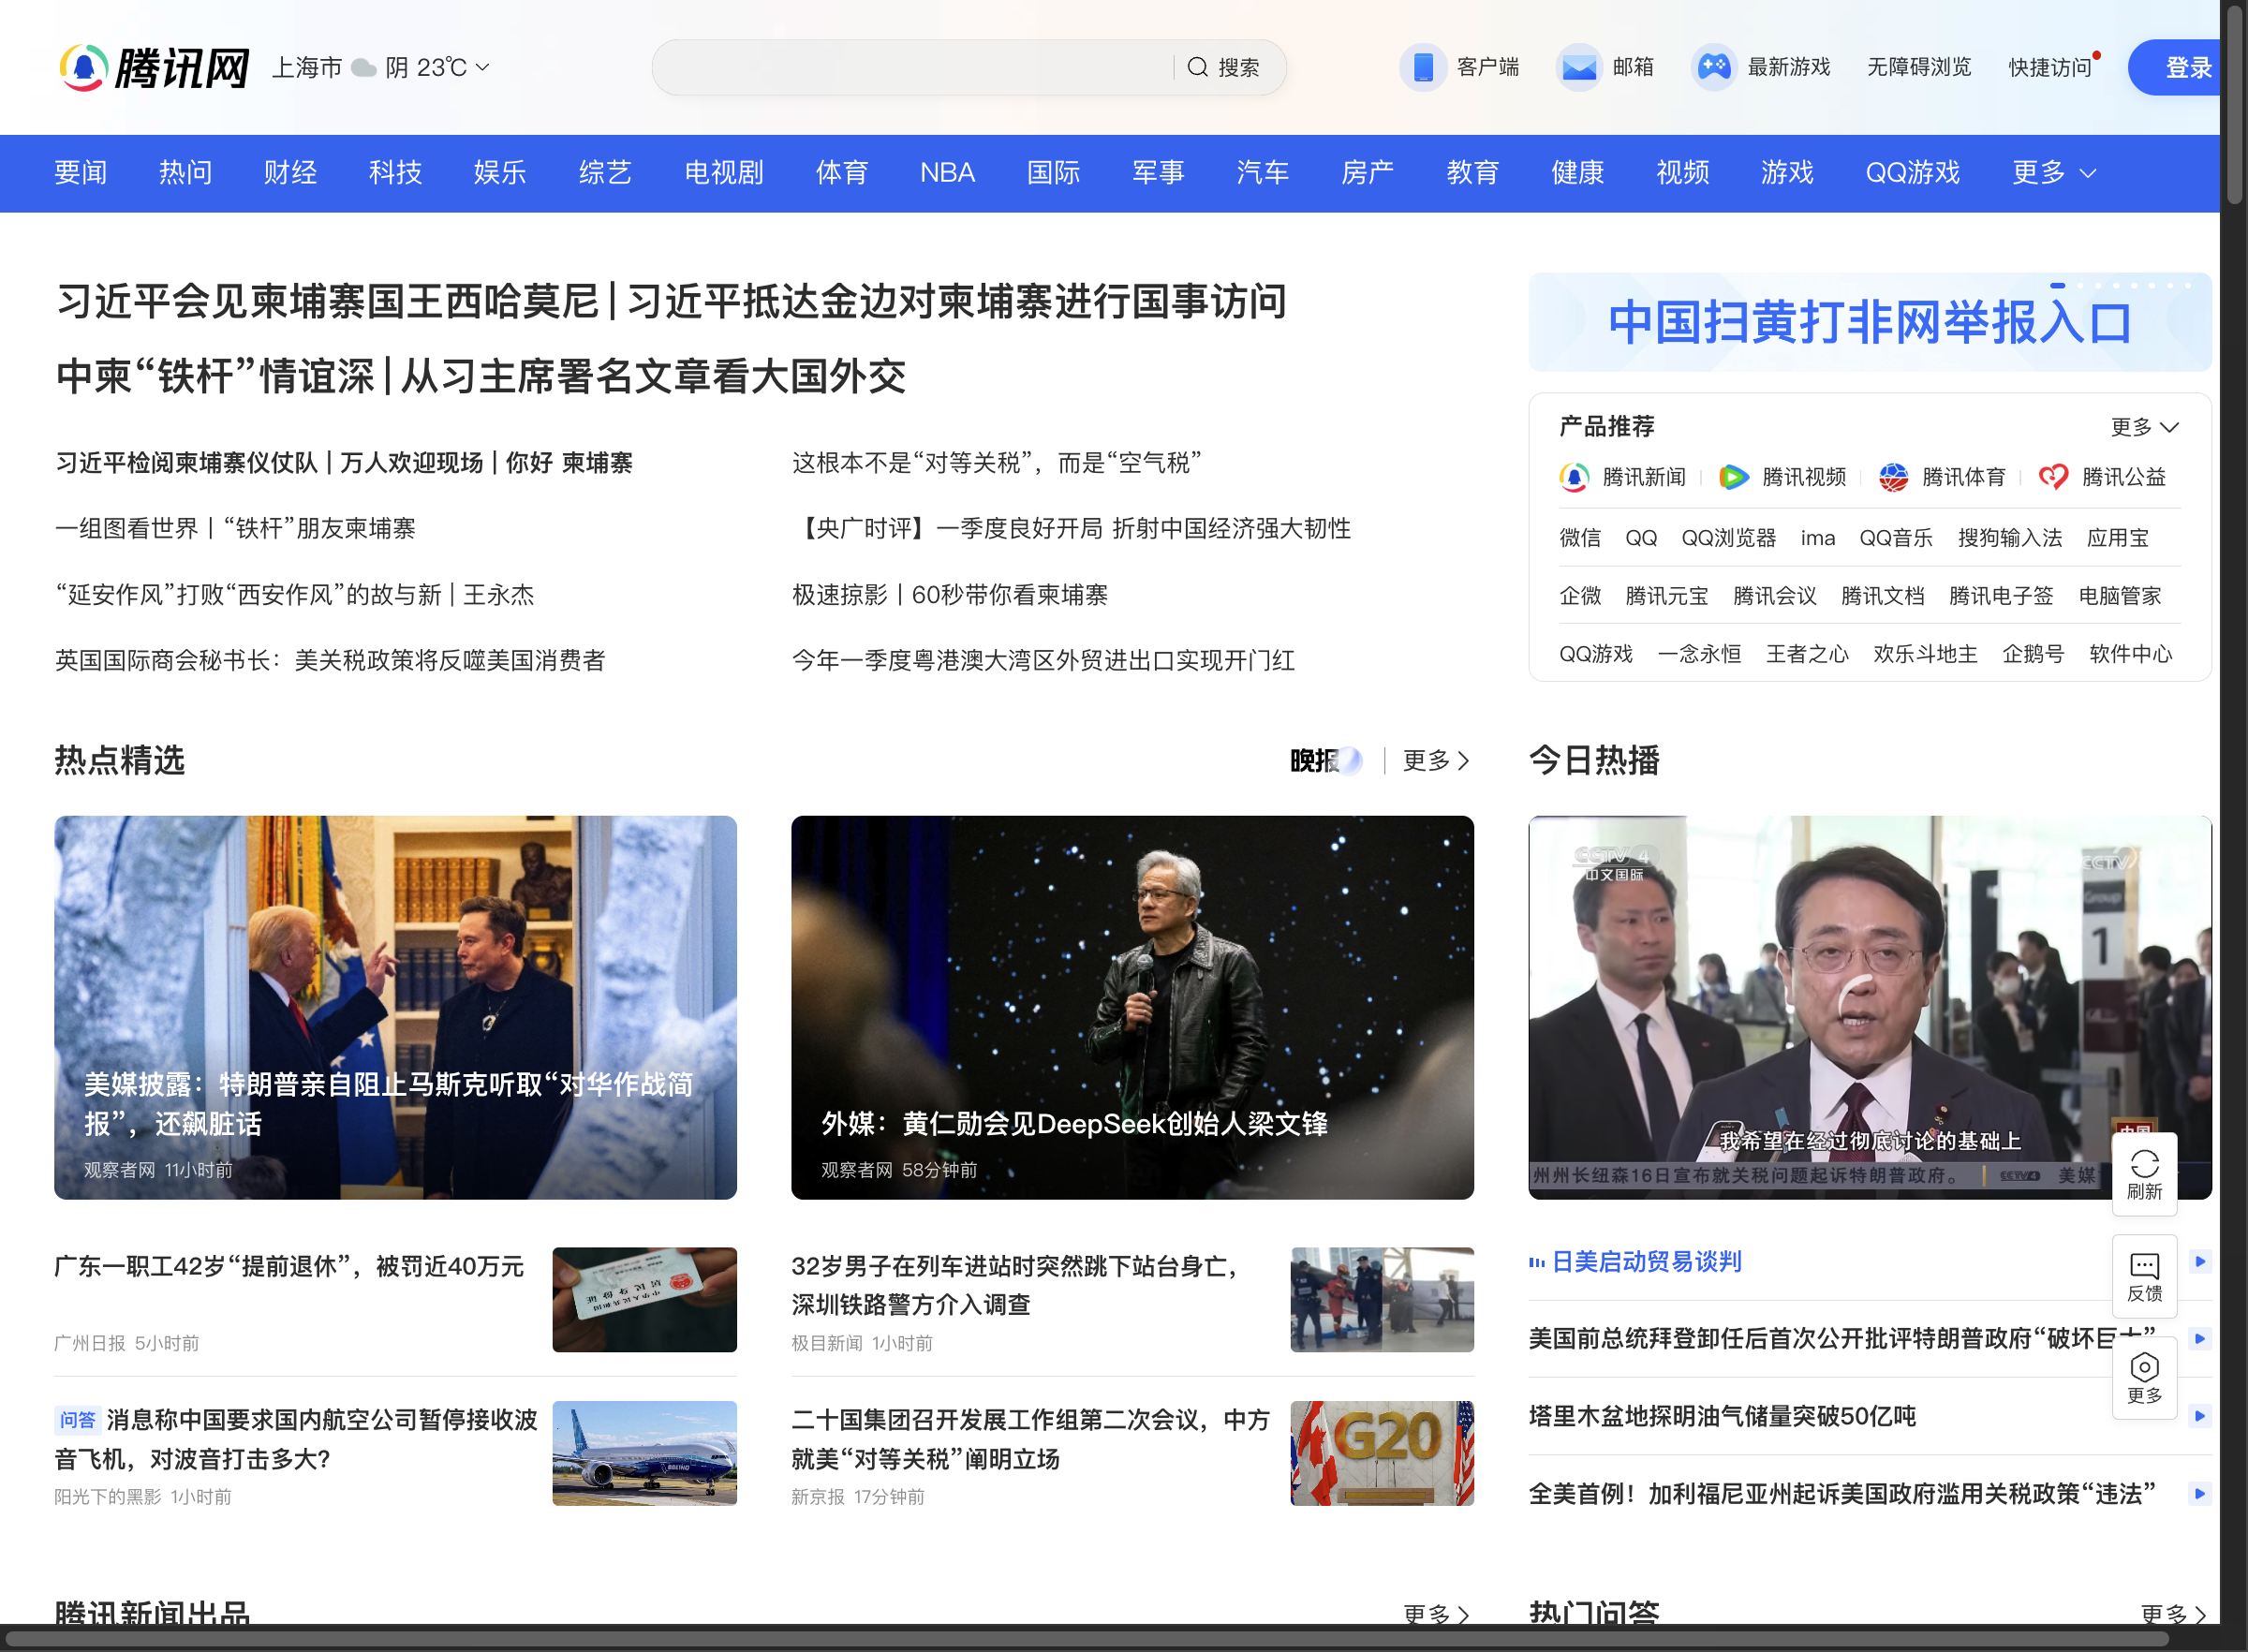 腾讯网
上海市 阴 23℃
搜索
客户端
邮箱
最新游戏
无障碍浏览
快捷访问
登录
要闻 热问 财经 科技 娱乐 综艺 电视剧 体育 NBA 国际 军事 汽车 房产 教育 健康 视频 游戏 QQ游戏 更多
习近平会见柬埔寨国王西哈莫尼|习近平抵达金边对柬埔寨进行国事访问
中柬“铁杆”情谊深|从习主席署名文章看大国外交
习近平检阅柬埔寨仪仗队|万人欢迎现场|你好 柬埔寨
一组图看世界丨“铁杆”朋友柬埔寨
“延安作风”打败“西安作风”的故与新|王永杰
英国国际商会秘书长：美关税政策将反噬美国消费者
这根本不是“对等关税”，而是“空气税”
【央广时评】一季度良好开局 折射中国经济强大韧性
极速掠影丨60秒带你看柬埔寨
今年一季度粤港澳大湾区外贸进出口实现开门红
中国扫黄打非网举报入口
产品推荐
更多
腾讯新闻 腾讯视频 腾讯体育 腾讯公益
微信 QQ QQ浏览器 ima QQ音乐 搜狗输入法 应用宝
企微 腾讯元宝 腾讯会议 腾讯文档 腾讯电子签 电脑管家
QQ游戏 一念永恒 王者之心 欢乐斗地主 企鹅号 软件中心
热点精选
晚报
更多
美媒披露：特朗普亲自阻止马斯克听取“对华作战简
报”，还飙脏话
观察者网 11小时前
外媒：黄仁勋会见DeepSeek创始人梁文锋
观察者网 58分钟前
广东一职工42岁“提前退休”，被罚近40万元
广州日报 5小时前
32岁男子在列车进站时突然跳下站台身亡，
深圳铁路警方介入调查
极目新闻 1小时前
问答 消息称中国要求国内航空公司暂停接收波
音飞机，对波音打击多大？
阳光下的黑影 1小时前
BOEING
二十国集团召开发展工作组第二次会议，中方
就美“对等关税”阐明立场
新京报 17分钟前
G20
今日热播
CCTV 4
中文国际
CCTV
Group
1
我希望在经过彻底讨论的基础上
州州长纽森16日宣布就关税问题起诉特朗普政府。 CCTV4 美媒
日美启动贸易谈判
美国前总统拜登卸任后首次公开批评特朗普政府“破坏巨大”
塔里木盆地探明油气储量突破50亿吨
全美首例！加利福尼亚州起诉美国政府滥用关税政策“违法”
刷新
反馈
更多
腾讯新闻出品
更多
热门问答
更多